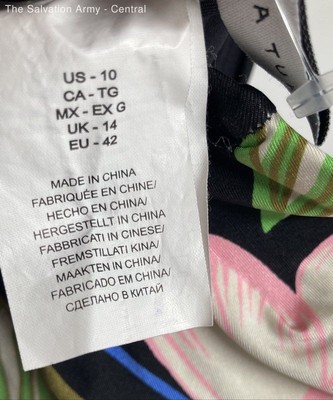 The Salvation Army - Central
A TU
US - 10
CA - TG
MX - EX G
UK - 14
EU - 42
MADE IN CHINA
FABRIQUÉE EN CHINE/
HECHO EN CHINA/
HERGESTELLT IN CHINA/
FABBRICATI IN CINESE/
FREMSTILLATI KINA/
MAAKTEN IN CHINA/
FABRICADO EM CHINA/
СДЕЛАНО В КИТАЙ